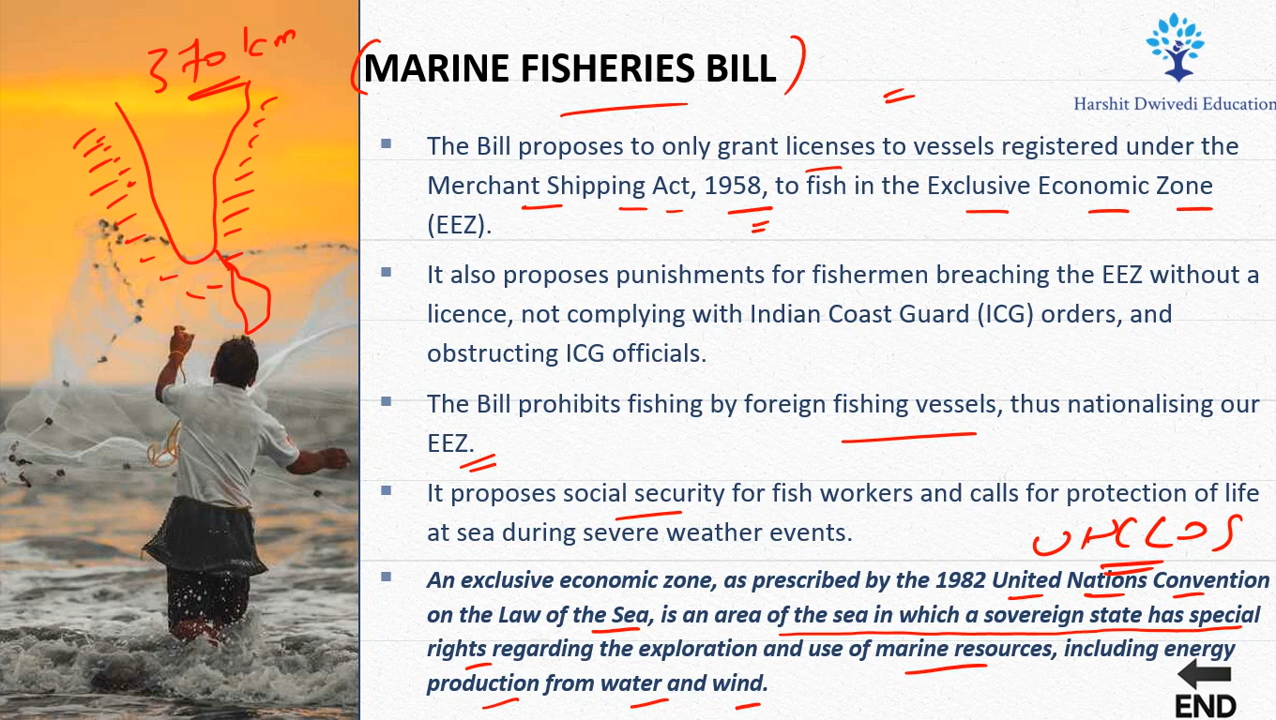 370 km
(MARINE FISHERIES BILL)
Harshit Dwivedi Education
▪ The Bill proposes to only grant licenses to vessels registered under the
Merchant Shipping Act, 1958, to fish in the Exclusive Economic Zone
(EEZ).
▪ It also proposes punishments for fishermen breaching the EEZ without a
licence, not complying with Indian Coast Guard (ICG) orders, and
obstructing ICG officials.
▪ The Bill prohibits fishing by foreign fishing vessels, thus nationalising our
EEZ.
▪ It proposes social security for fish workers and calls for protection of life
at sea during severe weather events.
UNCLOS
▪ An exclusive economic zone, as prescribed by the 1982 United Nations Convention
on the Law of the Sea, is an area of the sea in which a sovereign state has special
rights regarding the exploration and use of marine resources, including energy
production from water and wind.
END